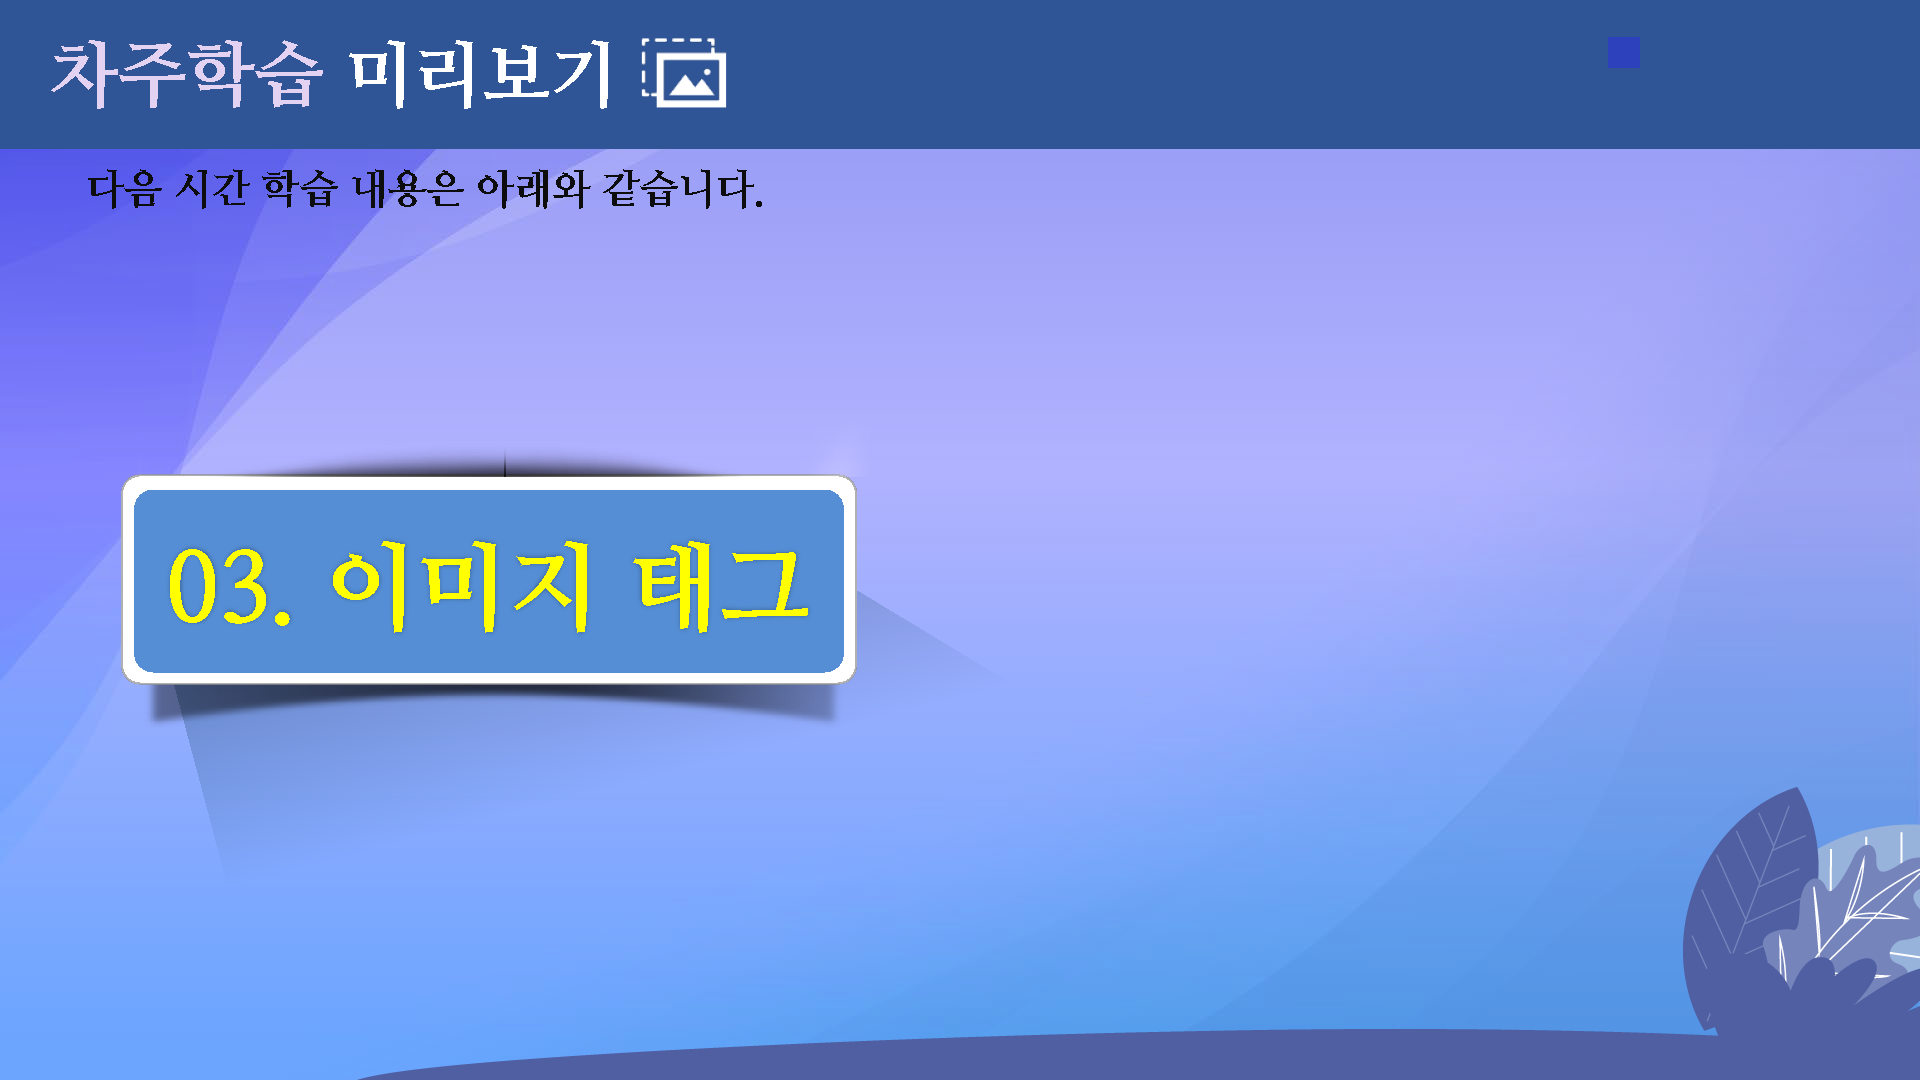 차주학습 미리보기
다음 시간 학습 내용은 아래와 같습니다.
03. 이미지 태그